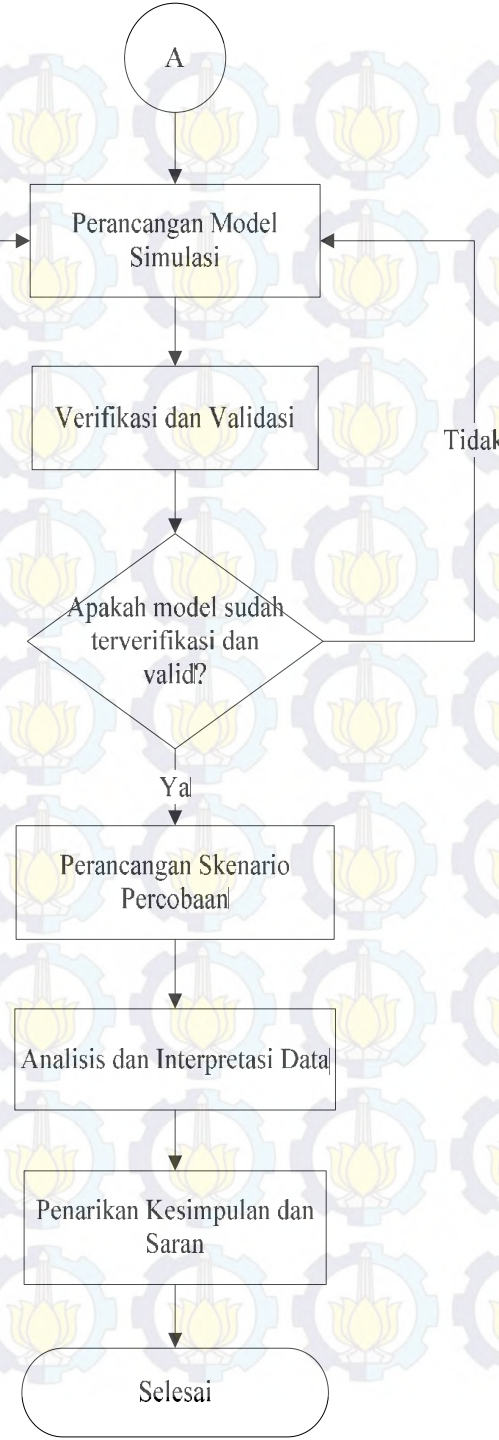 A
Perancangan Model
Simulasi
Verifikasi dan Validasi
Tidak
Apakah model sudah
terverifikasi dan
valid?
Ya
Perancangan Skenario
Percobaan
Analisis dan Interpretasi Data
Penarikan Kesimpulan dan
Saran
Selesai